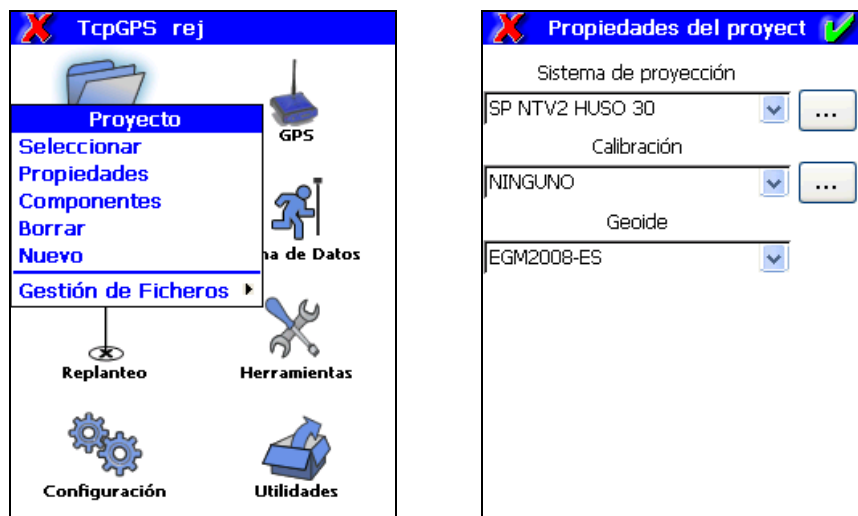 TcpGPS rej
Proyecto
Seleccionar
Propiedades
Componentes
Borrar
Nuevo
Gestión de Ficheros
GPS
a de Datos
Replanteo
Herramientas
Configuración
Utilidades
Propiedades del proyect
Sistema de proyección
SP NTV2 HUSO 30
...
Calibración
NINGUNO
...
Geoide
EGM2008-ES